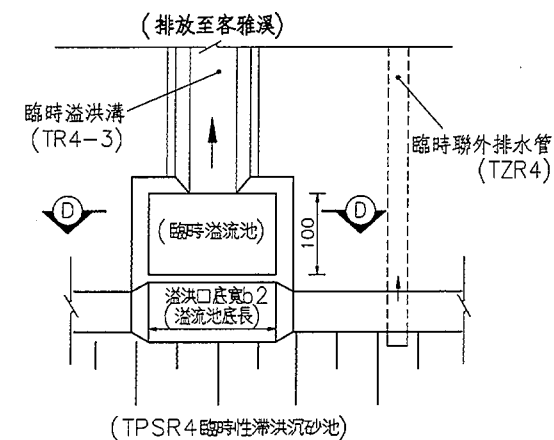 (排放至客雅溪)
臨時溢洪溝
(TR4-3)
臨時聯外排水管
(TZR4)
D
D
(臨時溢流池)
100
溢洪口底寬b2
(溢流池底長)
(TPSR4臨時性滯洪沉砂池)